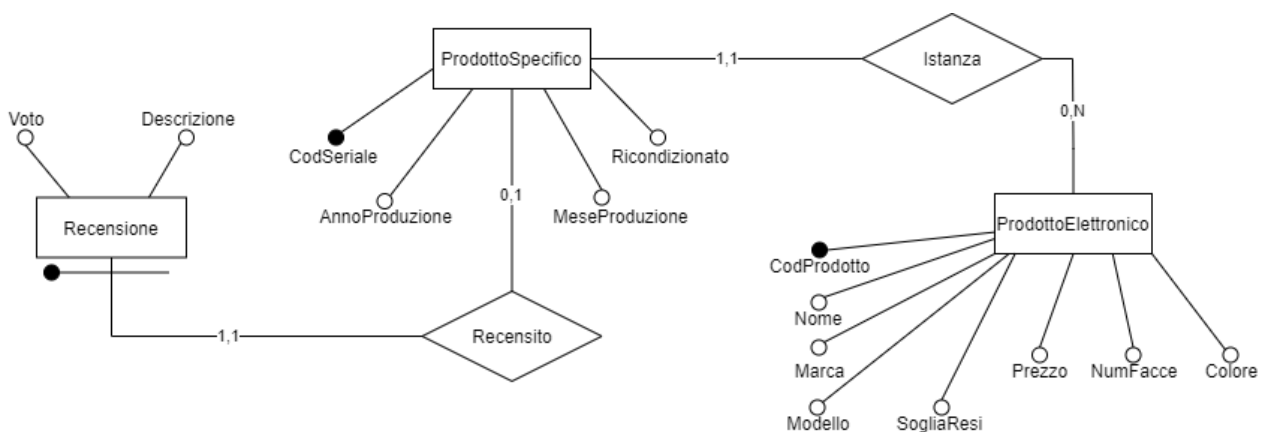 ProdottoSpecifico
1,1
Istanza
0,N
Voto
Descrizione
CodSeriale
Ricondizionato
0,1
AnnoProduzione
MeseProduzione
Recensione
ProdottoElettronico
CodProdotto
Nome
1,1
Recensito
Marca
Prezzo
NumFacce
Colore
Modello
SogliaResi